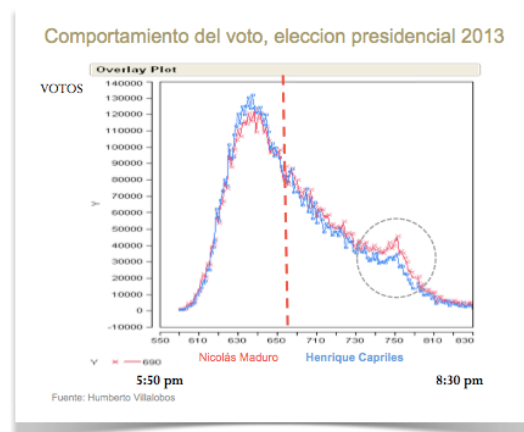 Comportamiento del voto, eleccion presidencial 2013
Overlay Plot
VOTOS
140000
130000
120000
110000
100000
90000
80000
70000
60000
50000
40000
30000
20000
10000
0
-10000
Y
550 610 630 650 710 730 750 810 830
Y 690 Nicolás Maduro Henrique Capriles
5:50 pm 8:30 pm
Fuente: Humberto Villalobos